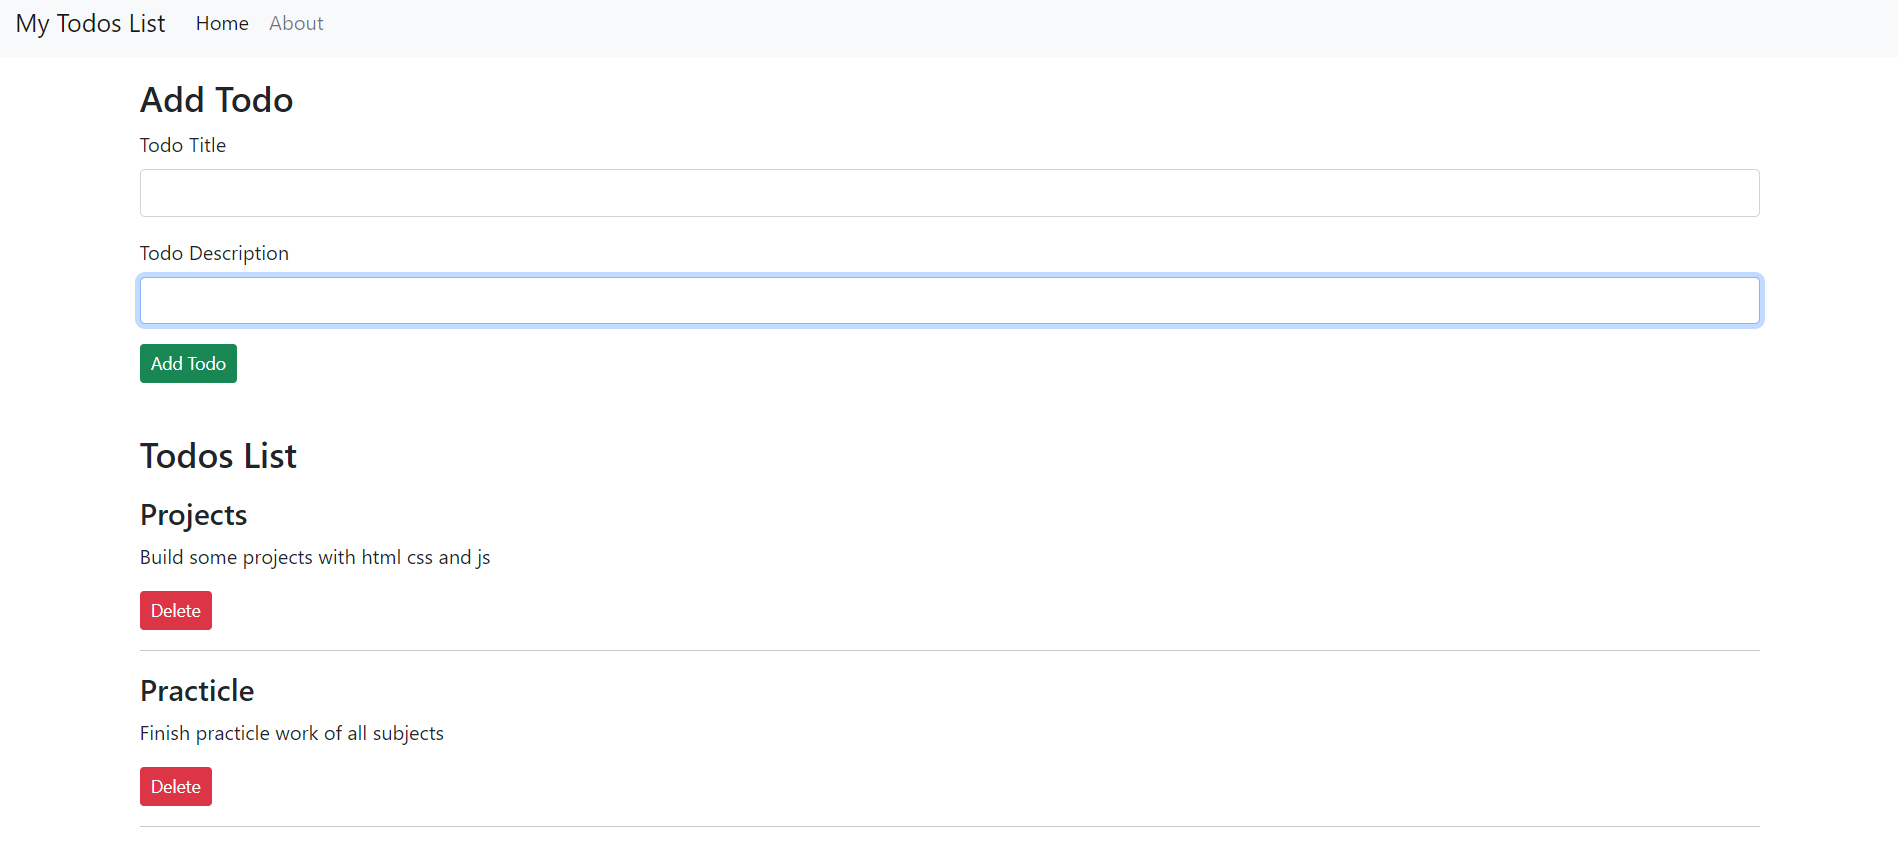 My Todos List Home About
Add Todo
Todo Title
Todo Description
Add Todo
Todos List
Projects
Build some projects with html css and js
Delete
Practicle
Finish practicle work of all subjects
Delete